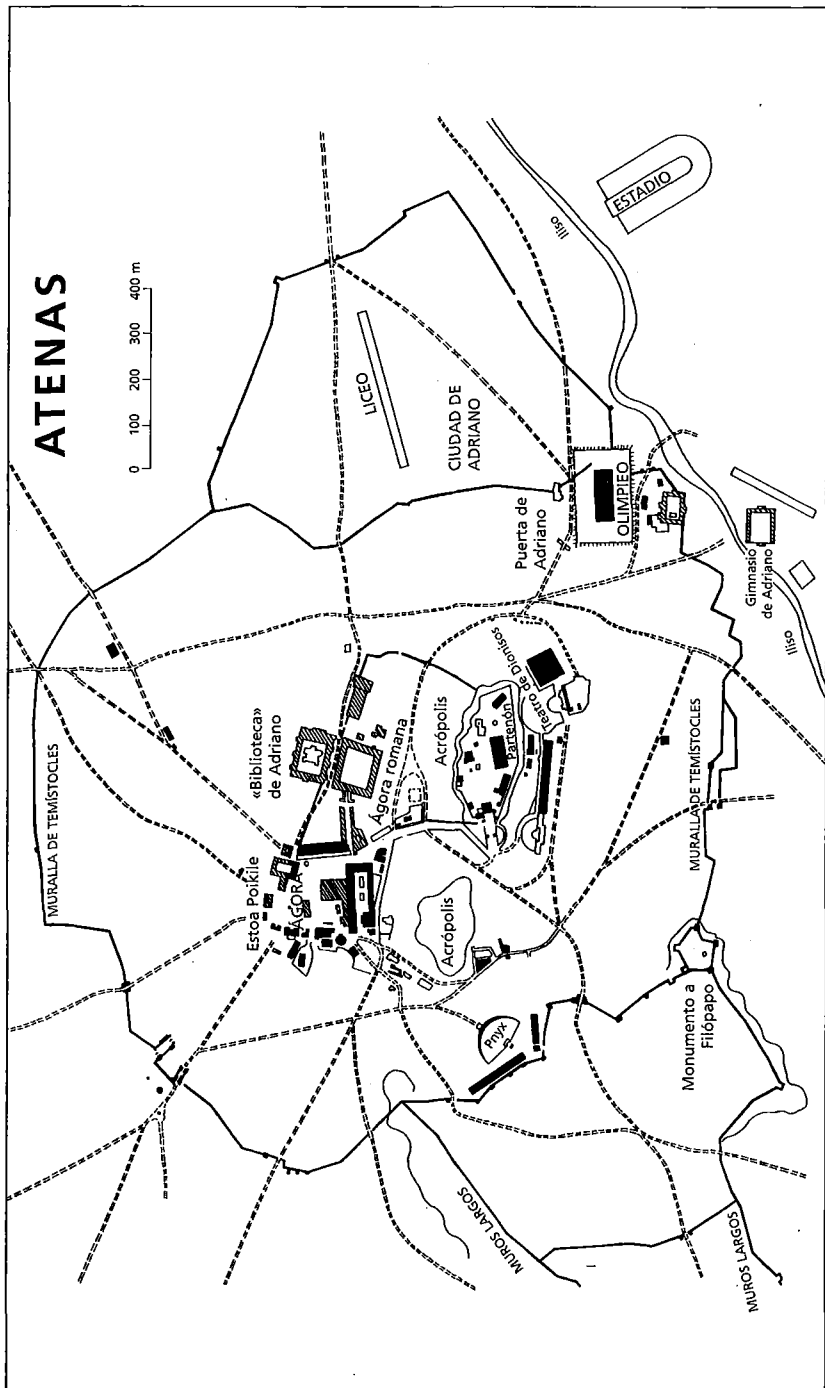 ATENAS
0 100 200 300 400 m
MURALLA DE TEMÍSTOCLES
LICEO
CIUDAD DE
ADRIANO
Estoa Poikile
ÁGORA
«Biblioteca»
de Adriano
Ágora romana
Puerta de
Adriano
OLIMPIEO
Iliso
ESTADIO
Acrópolis
Partenón
Teatro de Dionisos
Acrópolis
Pnyx
Gimnasio
de Adriano
Iliso
MURALLA DE TEMÍSTOCLES
Monumento a
Filópapo
MUROS LARGOS
MUROS LARGOS